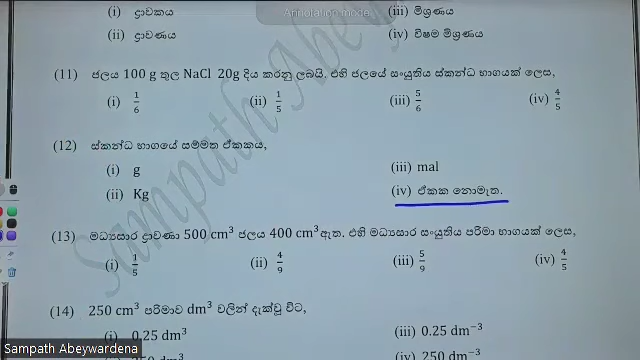 Annotation mode
(i) ද්‍රාවකය (iii) මිශ්‍රණය
(ii) ද්‍රාවණය (iv) විෂම මිශ්‍රණය
(11) ජලය 100 g තුල NaCl 20g දිය කරනු ලබයි. එහි ජලයේ සංයුතිය ස්කන්ධ භාගයක් ලෙස,
(i) 1/6 (ii) 1/5 (iii) 5/6 (iv) 4/5
(12) ස්කන්ධ භාගයේ සම්මත ඒකකය,
(i) g (iii) mal
(ii) Kg (iv) ඒකක නොමැත.
(13) මධ්‍යසාර ද්‍රාවණ 500 cm³ ජලය 400 cm³ ඇත. එහි මධ්‍යසාර සංයුතිය පරිමා භාගයක් ලෙස,
(i) 1/5 (ii) 4/9 (iii) 5/9 (iv) 4/5
(14) 250 cm³ පරිමාව dm³ වලින් දැක්වූ විට,
(i) 0.25 dm³ (iii) 0.25 dm⁻³
(iv) 250 dm⁻³
Sampath Abeywardena